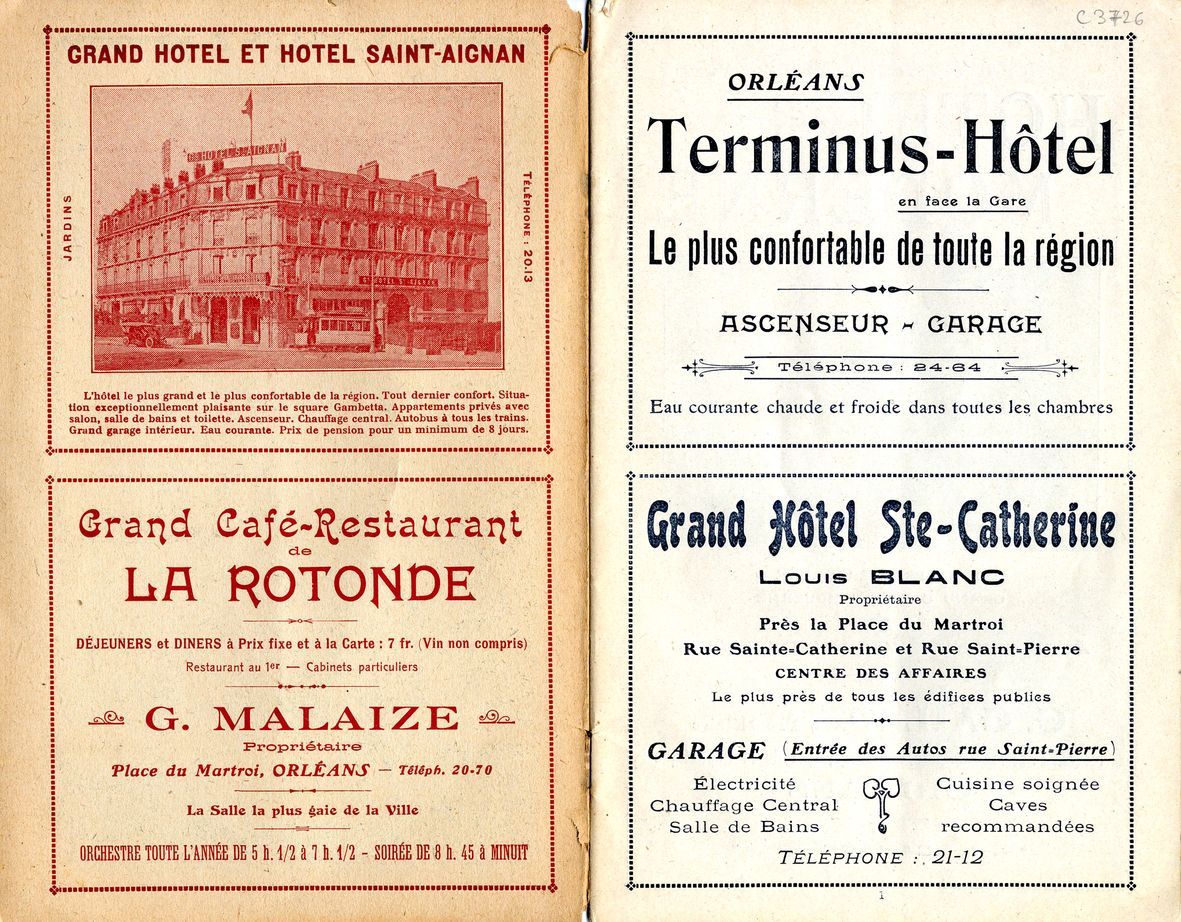 GRAND HOTEL ET HOTEL SAINT-AIGNAN
JARDINS
Gd HOTEL St AIGNAN
Gd HOTEL St AIGNAN
TÉLÉPHONE : 20.13
L'hôtel le plus grand et le plus confortable de la région. Tout dernier confort. Situa-
tion exceptionnellement plaisante sur le square Gambetta. Appartements privés avec
salon, salle de bains et toilette. Ascenseur. Chauffage central. Autobus à tous les trains.
Grand garage intérieur. Eau courante. Prix de pension pour un minimum de 8 jours.
Grand Café-Restaurant
de
LA ROTONDE
DÉJEUNERS et DINERS à Prix fixe et à la Carte : 7 fr. (Vin non compris)
Restaurant au 1er — Cabinets particuliers
G. MALAIZE
Propriétaire
Place du Martroi, ORLÉANS — Téléph. 20-70
La Salle la plus gaie de la Ville
ORCHESTRE TOUTE L'ANNÉE DE 5 h. 1/2 à 7 h. 1/2 - SOIRÉE DE 8 h. 45 à MINUIT
C 3726
ORLÉANS
Terminus-Hôtel
en face la Gare
Le plus confortable de toute la région
ASCENSEUR - GARAGE
Téléphone : 24-64
Eau courante chaude et froide dans toutes les chambres
Grand Hôtel Ste-Catherine
Louis BLANC
Propriétaire
Près la Place du Martroi
Rue Sainte-Catherine et Rue Saint-Pierre
CENTRE DES AFFAIRES
Le plus près de tous les édifices publics
GARAGE (Entrée des Autos rue Saint-Pierre)
Électricité
Chauffage Central
Salle de Bains
Cuisine soignée
Caves
recommandées
TÉLÉPHONE : 21-12
1